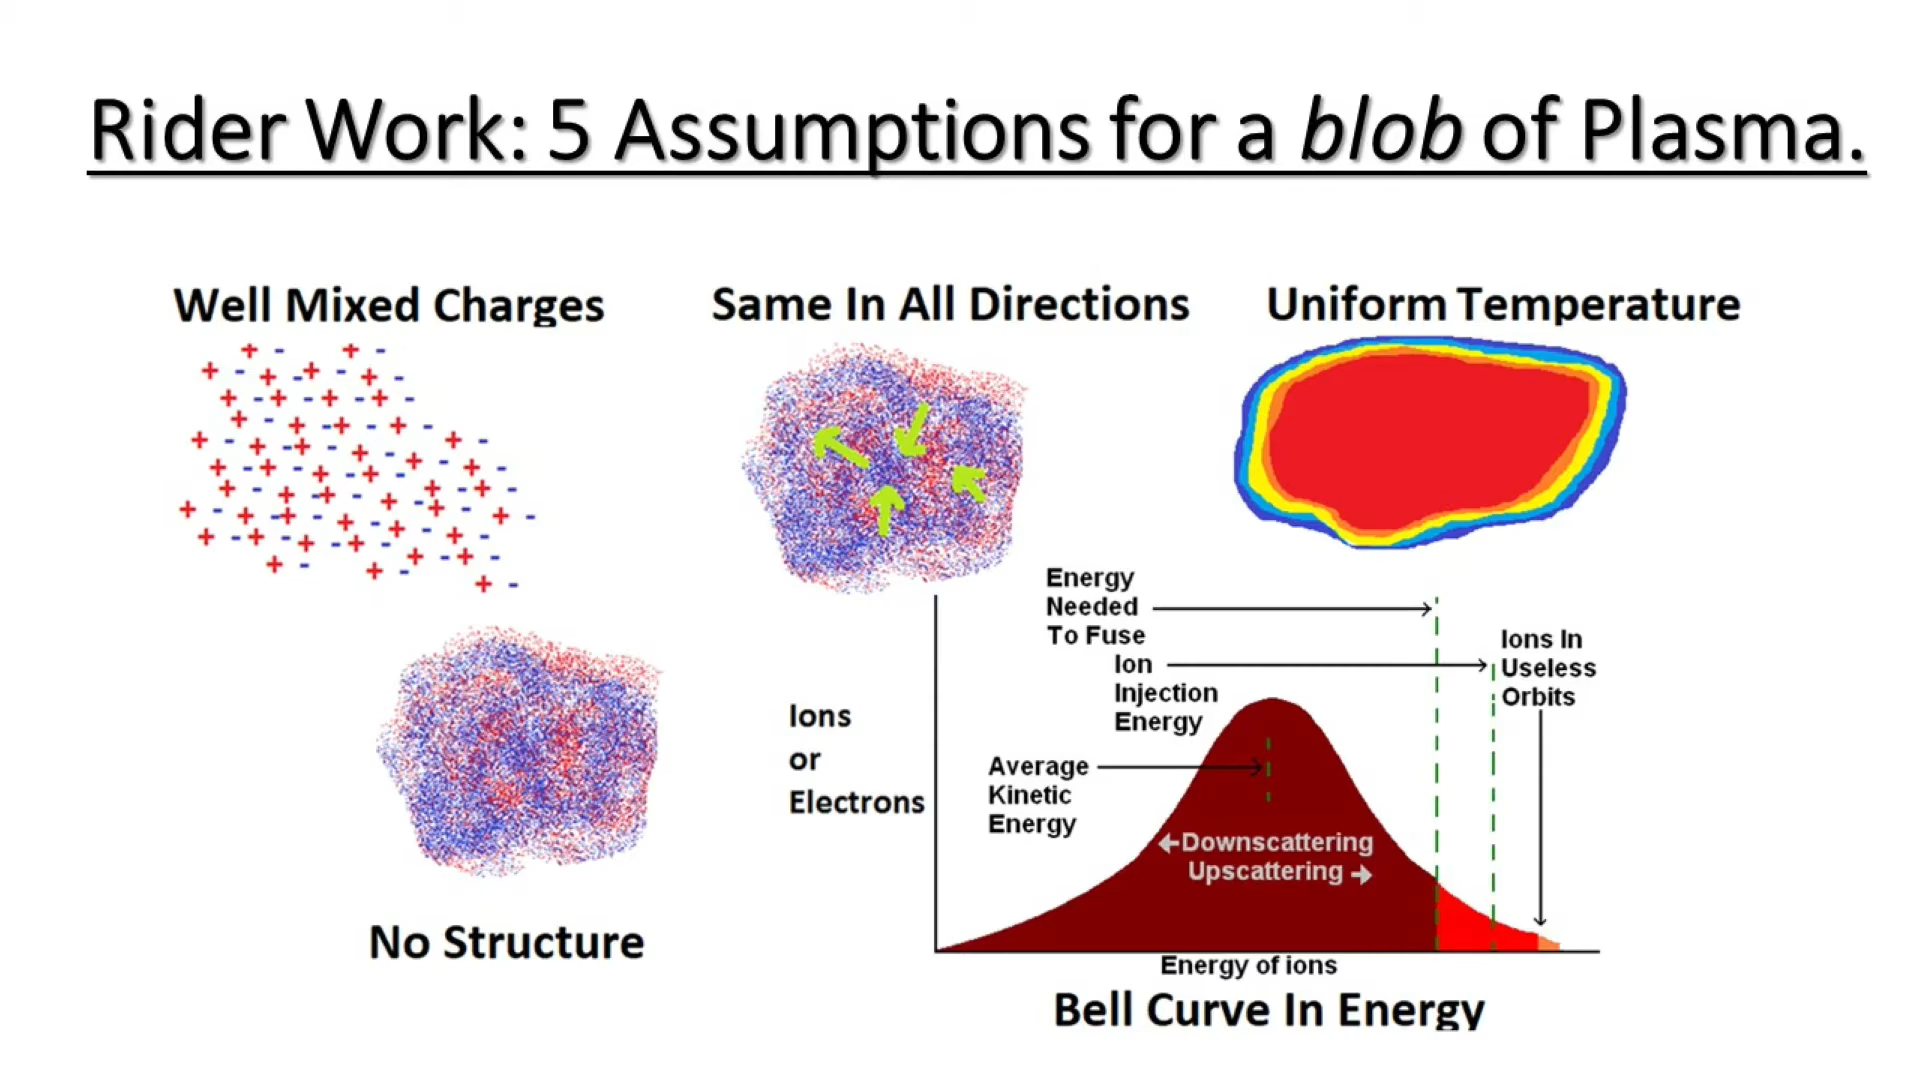 Rider Work: 5 Assumptions for a blob of Plasma.
Well Mixed Charges
Same In All Directions
Uniform Temperature
No Structure
Energy
Needed
To Fuse
Ion
Injection
Energy
Ions In
Useless
Orbits
Average
Kinetic
Energy
Ions
or
Electrons
Downscattering
Upscattering
Energy of ions
Bell Curve In Energy